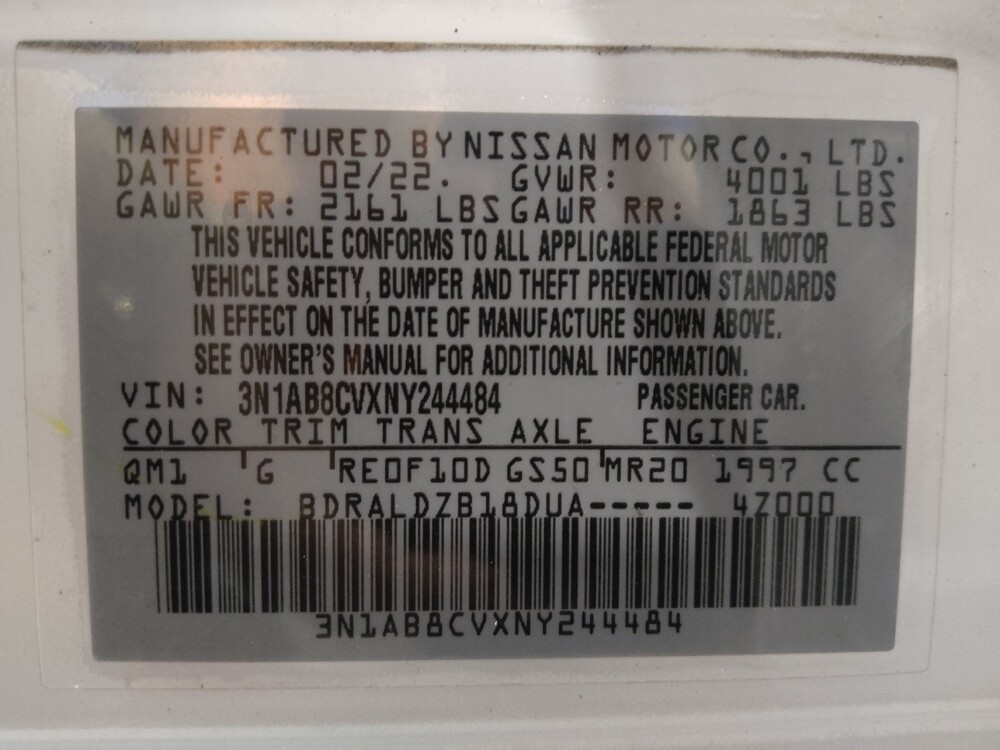 MANUFACTURED BY NISSAN MOTOR CO., LTD.
DATE: 02/22. GVWR: 4001 LBS
GAWR FR: 2161 LBS GAWR RR: 1863 LBS
THIS VEHICLE CONFORMS TO ALL APPLICABLE FEDERAL MOTOR
VEHICLE SAFETY, BUMPER AND THEFT PREVENTION STANDARDS
IN EFFECT ON THE DATE OF MANUFACTURE SHOWN ABOVE.
SEE OWNER'S MANUAL FOR ADDITIONAL INFORMATION.
VIN: 3N1AB8CVXNY244484 PASSENGER CAR.
COLOR TRIM TRANS AXLE ENGINE
QM1 G RE0F10D GS50 MR20 1997 CC
MODEL: BDRALDZB18DUA----- 4Z000
3N1AB8CVXNY244484